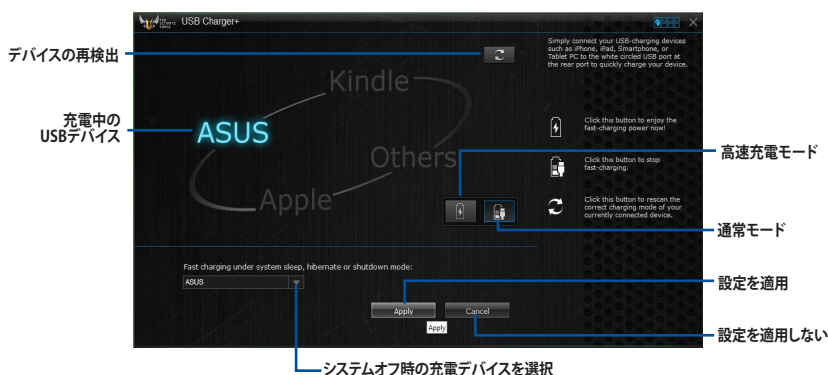 THE ULTIMATE FORCE
USB Charger+
Simply connect your USB-charging devices
such as iPhone, iPad, Smartphone, or
Tablet PC to the white circled USB port at
the rear port to quickly charge your device.
デバイスの再検出
Kindle
充電中の
USBデバイス
ASUS
Click this button to enjoy the
fast-charging power now!
Others
高速充電モード
Click this button to stop
fast-charging.
Apple
Click this button to rescan the
correct charging mode of your
currently connected device.
通常モード
Fast charging under system sleep, hibernate or shutdown mode:
ASUS
設定を適用
Apply
Cancel
Apply
設定を適用しない
システムオフ時の充電デバイスを選択